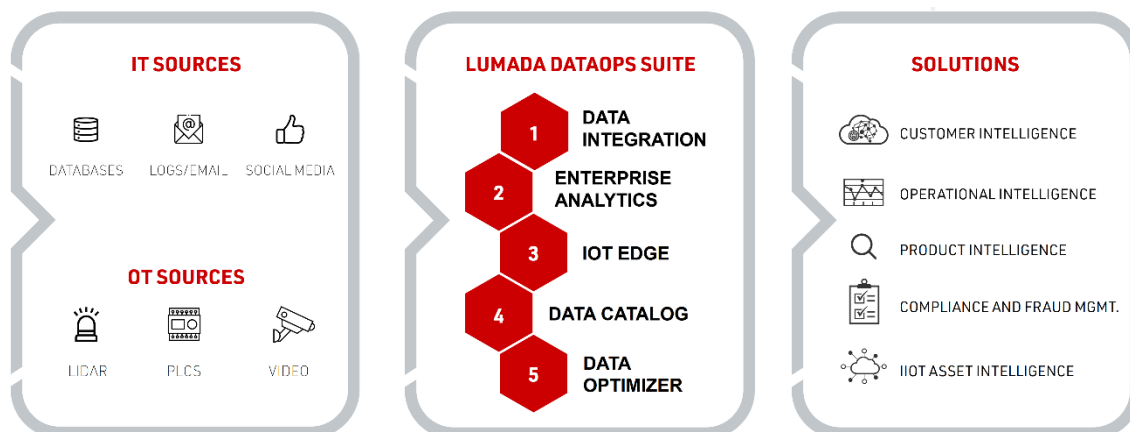 IT SOURCES
DATABASES
LOGS/EMAIL
SOCIAL MEDIA
OT SOURCES
LIDAR
PLCS
VIDEO
LUMADA DATAOPS SUITE
1
DATA
INTEGRATION
2
ENTERPRISE
ANALYTICS
3
IOT EDGE
4
DATA CATALOG
5
DATA
OPTIMIZER
SOLUTIONS
CUSTOMER INTELLIGENCE
OPERATIONAL INTELLIGENCE
PRODUCT INTELLIGENCE
COMPLIANCE AND FRAUD MGMT.
IIOT ASSET INTELLIGENCE